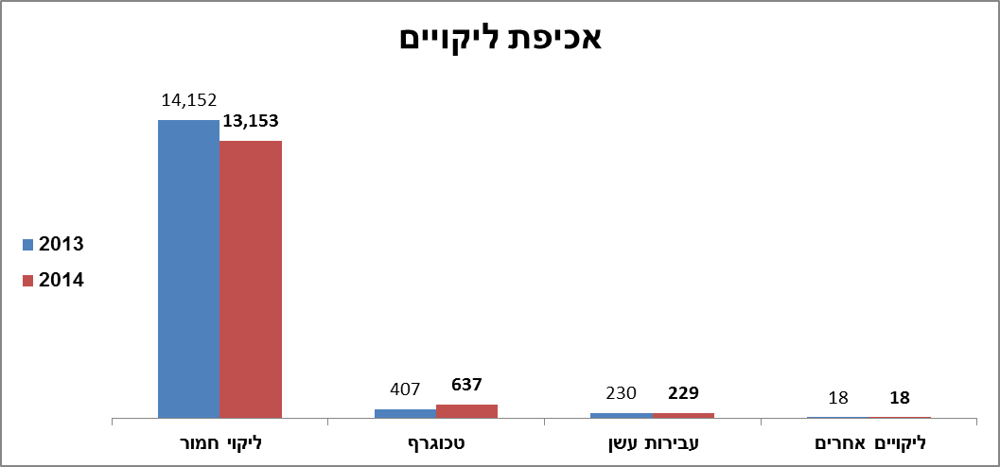 אכיפת ליקויים
14,152
13,153
2013
2014
407
637
230
229
18
18
ליקוי חמור
טכוגרף
עבירות עשן
ליקויים אחרים